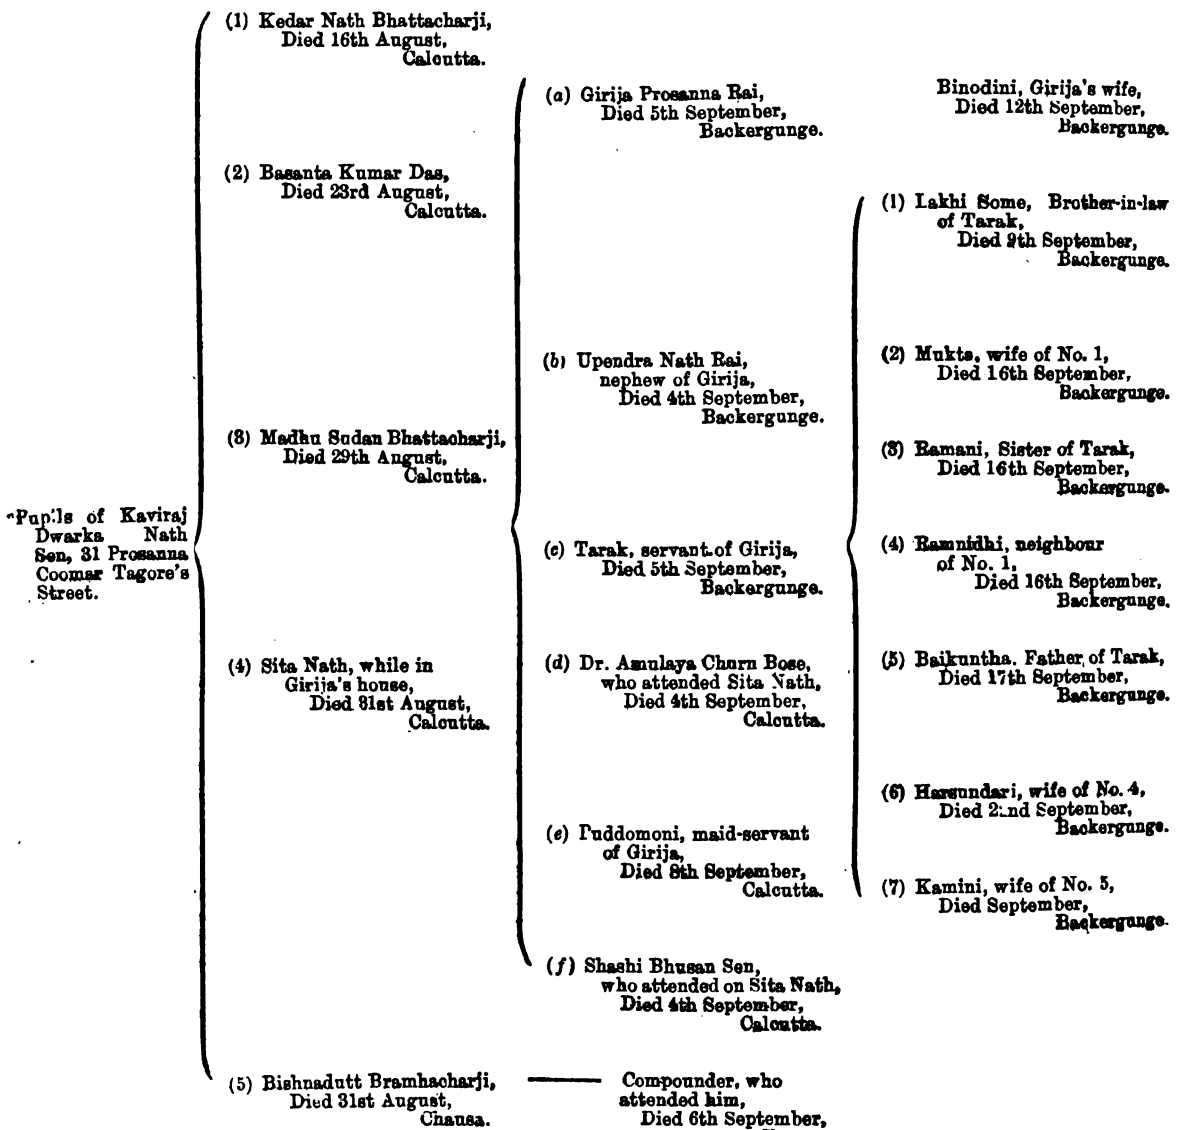 Pupils of Kaviraj
Dwarka Nath
Sen, 31 Prosanna
Coomar Tagore's
Street.
(1) Kedar Nath Bhattacharji,
Died 16th August,
Calcutta.
(2) Basanta Kumar Das,
Died 23rd August,
Calcutta.
(3) Madhu Sudan Bhattacharji,
Died 29th August,
Calcutta.
(4) Sita Nath, while in
Girija's house,
Died 31st August,
Calcutta.
(5) Bishnadutt Bramhacharji,
Died 31st August,
Chausa.
(a) Girija Prosanna Rai,
Died 5th September,
Backergunge.
(b) Upendra Nath Rai,
nephew of Girija,
Died 4th September,
Backergunge.
(c) Tarak, servant of Girija,
Died 5th September,
Backergunge.
(d) Dr. Amulaya Churn Bose,
who attended Sita Nath,
Died 4th September,
Calcutta.
(e) Puddomoni, maid-servant
of Girija,
Died 8th September,
Calcutta.
(f) Shashi Bhusan Sen,
who attended on Sita Nath,
Died 4th September,
Calcutta.
Compounder, who
attended him,
Died 6th September,
Binodini, Girija's wife,
Died 12th September,
Backergunge.
(1) Lakhi Some, Brother-in-law
of Tarak,
Died 9th September,
Backergunge.
(2) Mukta, wife of No. 1,
Died 16th September,
Backergunge.
(3) Ramani, Sister of Tarak,
Died 16th September,
Backergunge.
(4) Ramnidhi, neighbour
of No. 1,
Died 16th September,
Backergunge.
(5) Baikuntha. Father of Tarak,
Died 17th September,
Backergunge.
(6) Harsundari, wife of No. 4,
Died 22nd September,
Backergunge.
(7) Kamini, wife of No. 5,
Died September,
Backergunge.